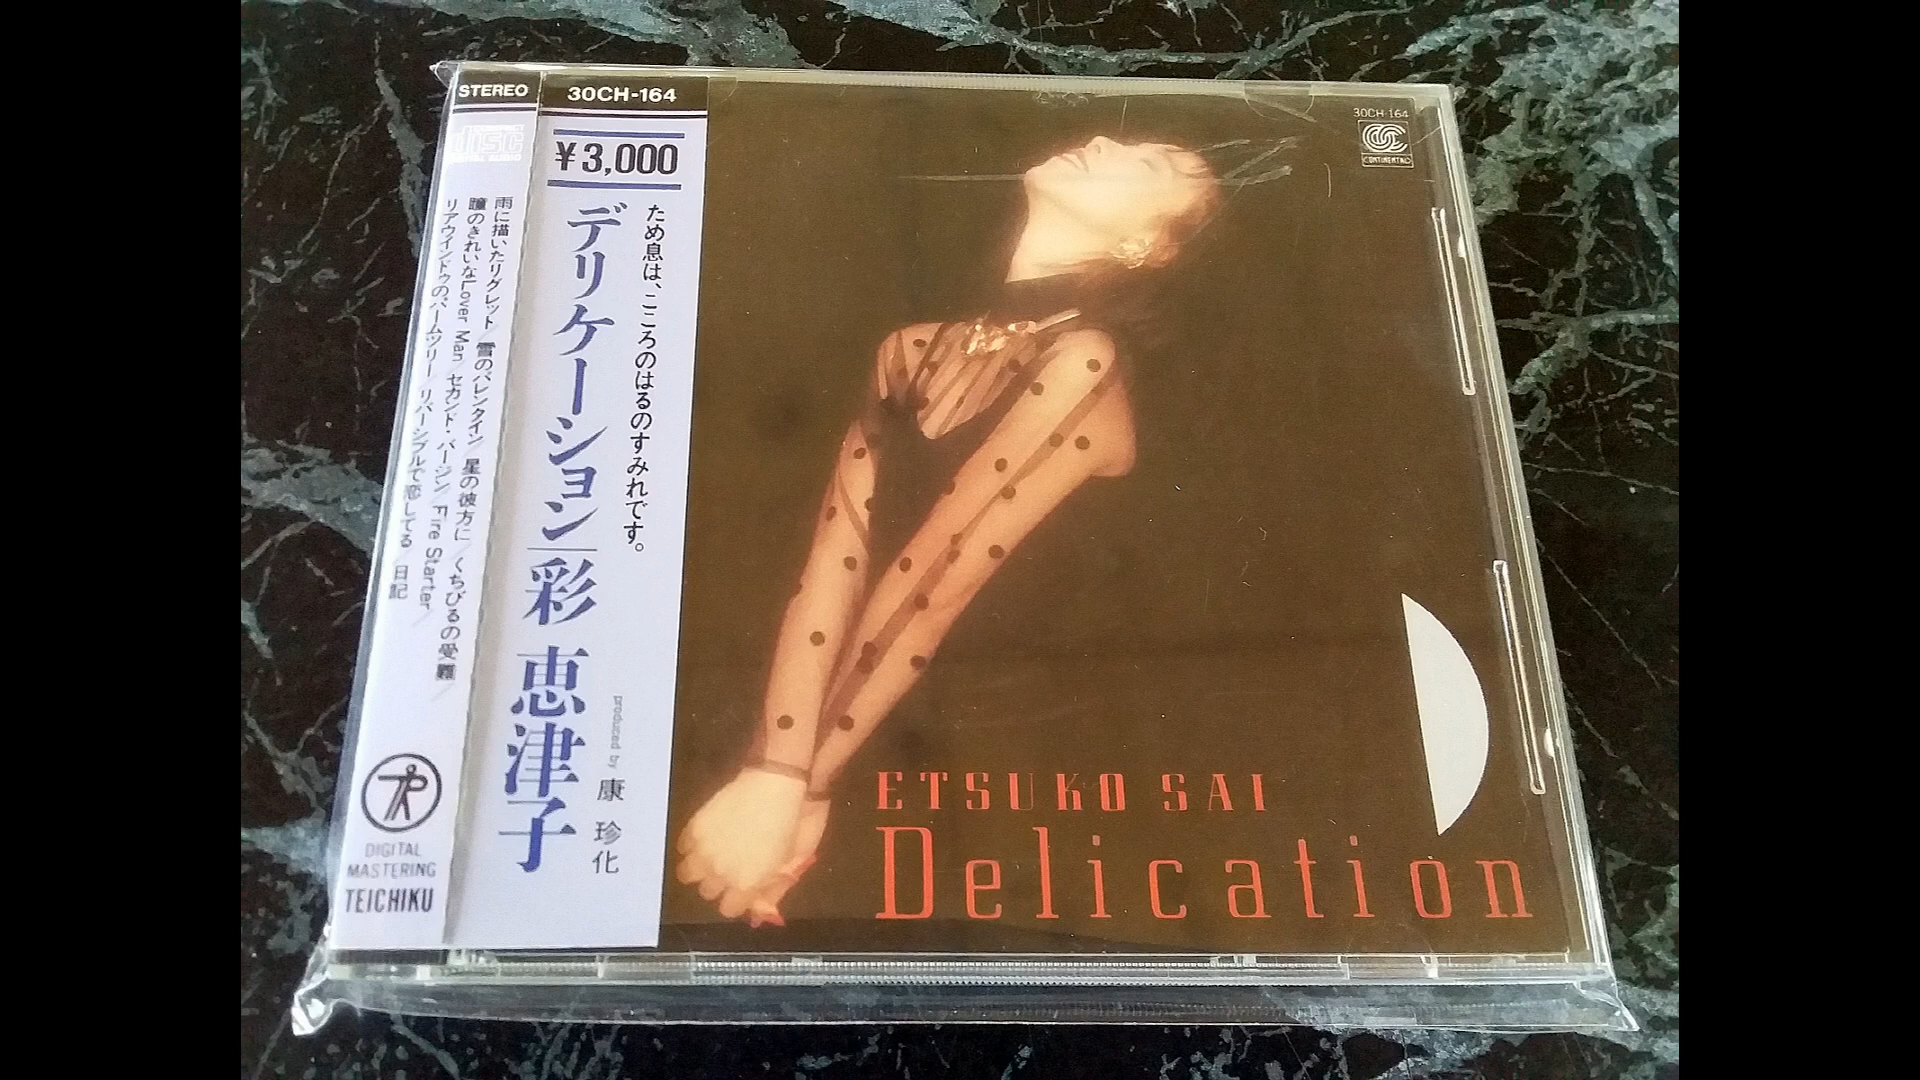 STEREO
30CH-164
disc
¥3,000
ため息は、こころのはるのすみれです。
デリケーション|彩 恵津子
produced by 康 珍化
雨に描いたリグレット/雪のバレンタイン/星の彼方に/くちびるの受難/
瞳のきれいなLover Man/セカンド・バージン/Fire Starter/
リアウインドゥのパームツリー/リバーシブルで恋してる/日記
DIGITAL
MASTERING
TEICHIKU
30CH-164
CONTINENTAL
ETSUKO SAI
Delication